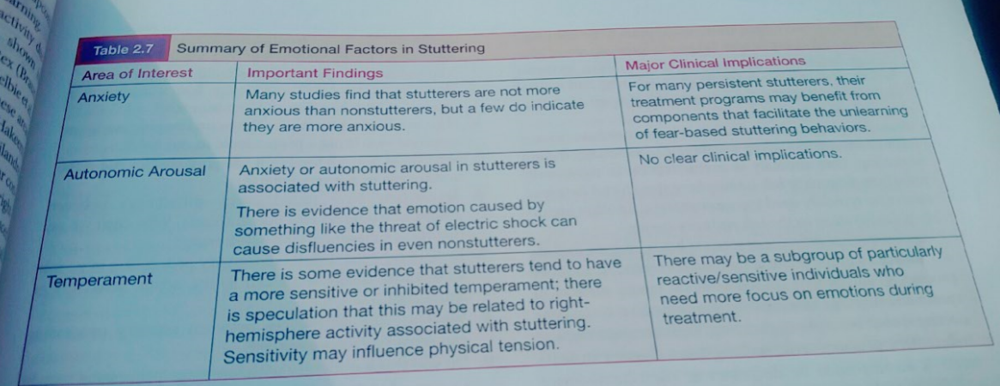 Table 2.7 Summary of Emotional Factors in Stuttering
Area of Interest
Important Findings
Major Clinical Implications
Anxiety
Many studies find that stutterers are not more
anxious than nonstutterers, but a few do indicate
they are more anxious.
For many persistent stutterers, their
treatment programs may benefit from
components that facilitate the unlearning
of fear-based stuttering behaviors.
Autonomic Arousal
Anxiety or autonomic arousal in stutterers is
associated with stuttering.
There is evidence that emotion caused by
something like the threat of electric shock can
cause disfluencies in even nonstutterers.
No clear clinical implications.
Temperament
There is some evidence that stutterers tend to have
a more sensitive or inhibited temperament; there
is speculation that this may be related to right-
hemisphere activity associated with stuttering.
Sensitivity may influence physical tension.
There may be a subgroup of particularly
reactive/sensitive individuals who
need more focus on emotions during
treatment.